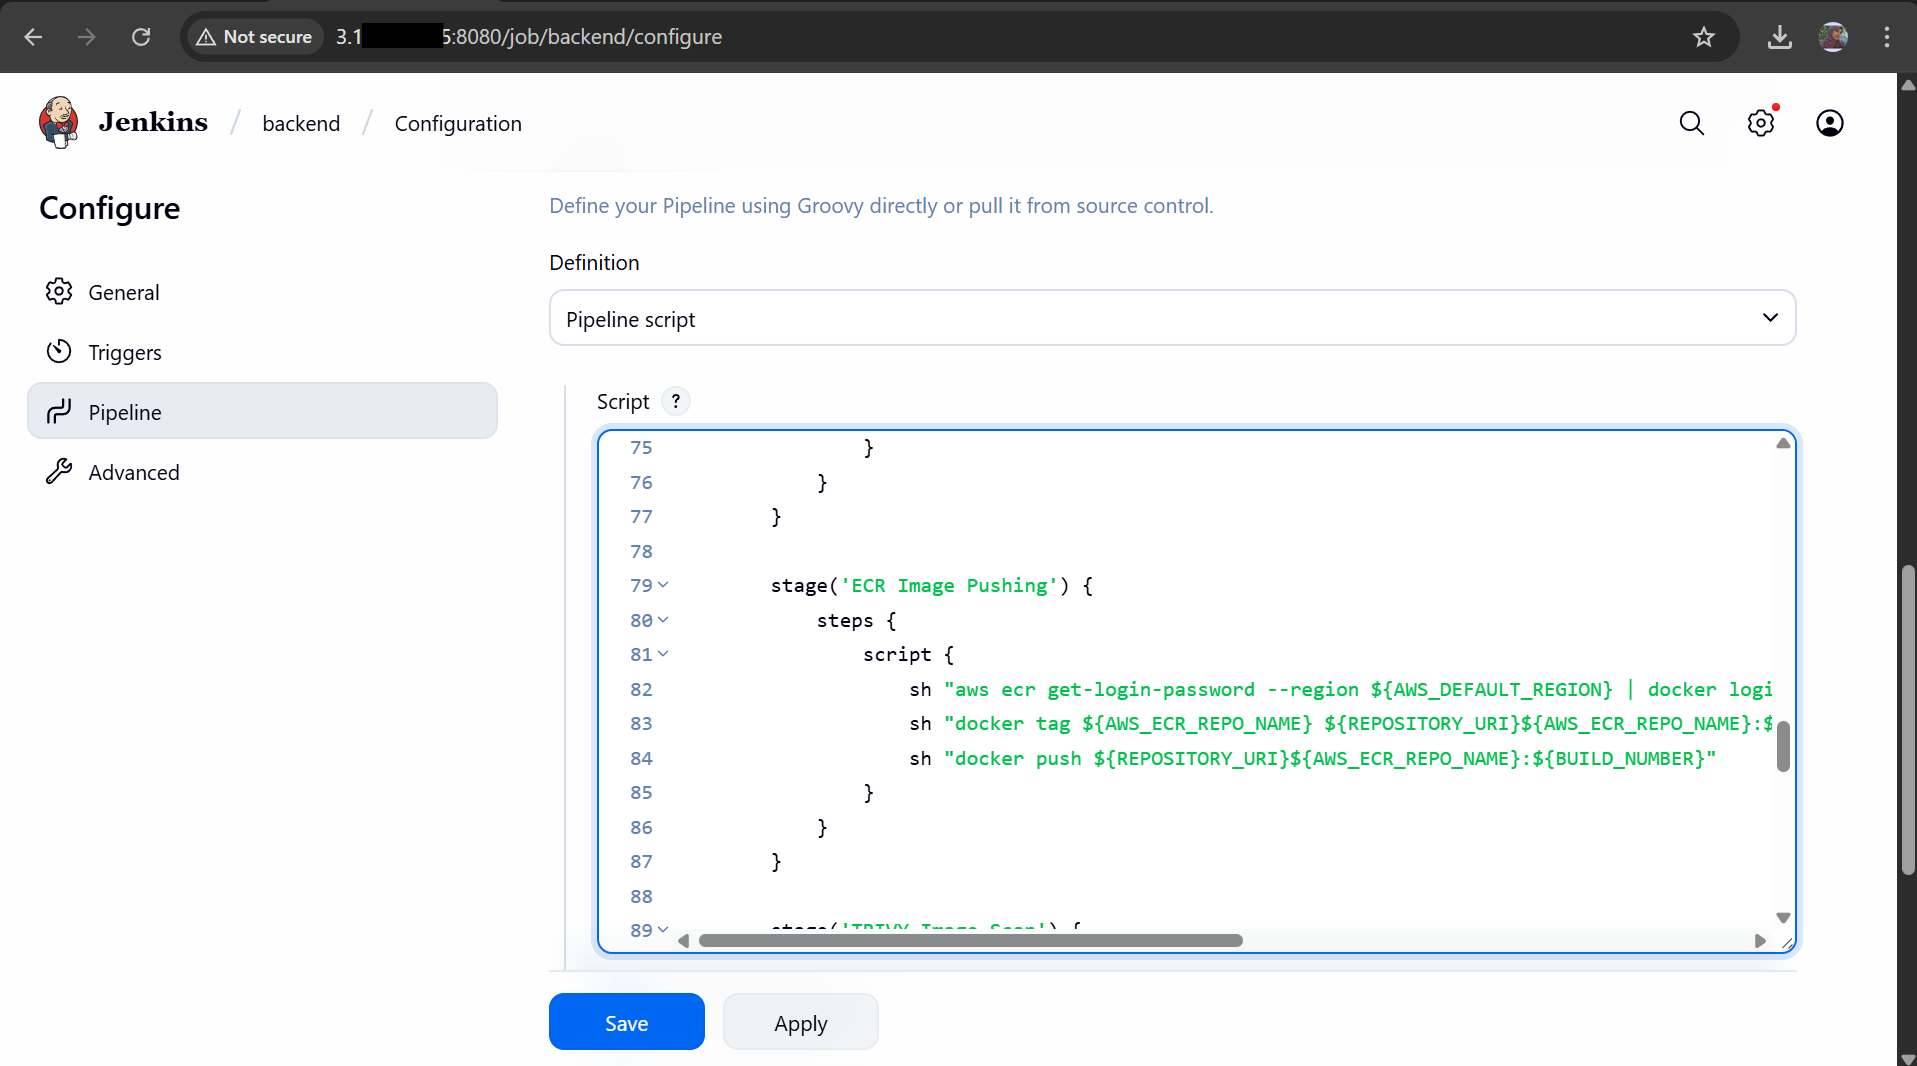 Not secure 3.1 5:8080/job/backend/configure
Jenkins / backend / Configuration
Configure
General
Triggers
Pipeline
Advanced
Define your Pipeline using Groovy directly or pull it from source control.
Definition
Pipeline script
Script ?
75 }
76 }
77 }
78
79 stage('ECR Image Pushing') {
80 steps {
81 script {
82 sh "aws ecr get-login-password --region ${AWS_DEFAULT_REGION} | docker logi
83 sh "docker tag ${AWS_ECR_REPO_NAME} ${REPOSITORY_URI}${AWS_ECR_REPO_NAME}:$
84 sh "docker push ${REPOSITORY_URI}${AWS_ECR_REPO_NAME}:${BUILD_NUMBER}"
85 }
86 }
87 }
88
89 stage('TRIVY Image Scan') {
Save
Apply